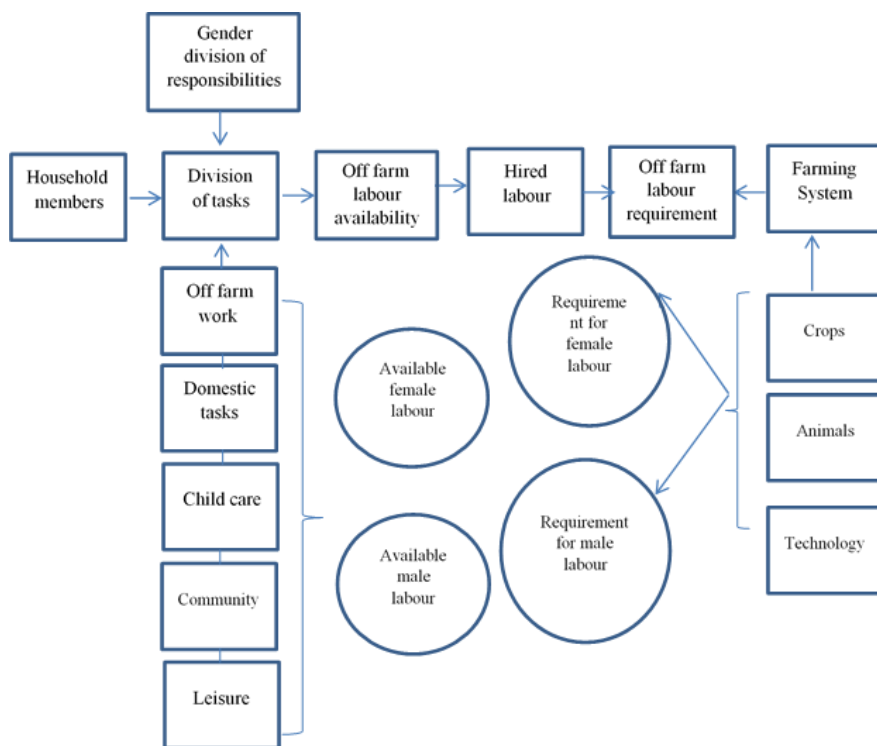 Gender
division of
responsibilities
Household
members
Division
of tasks
Off farm
labour
availability
Hired
labour
Off farm
labour
requirement
Farming
System
Off farm
work
Domestic
tasks
Child care
Community
Leisure
Available
female
labour
Available
male
labour
Requireme
nt for
female
labour
Requirement
for male
labour
Crops
Animals
Technology